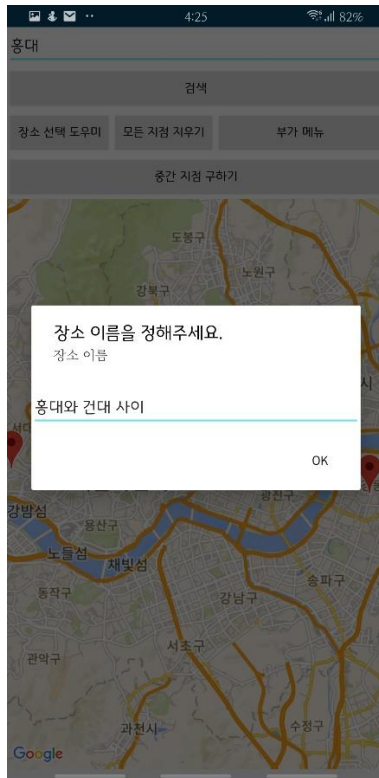 4:25
82%
홍대
검색
장소 선택 도우미
모든 지점 지우기
부가 메뉴
중간 지점 구하기
도봉구
노원구
강북구
장소 이름을 정해주세요.
장소 이름
홍대와 건대 사이
OK
광진구
강밤섬
용산구
노들섬
채빛섬
송파구
동작구
강남구
서초구
관악구
과천시
수정구
Google